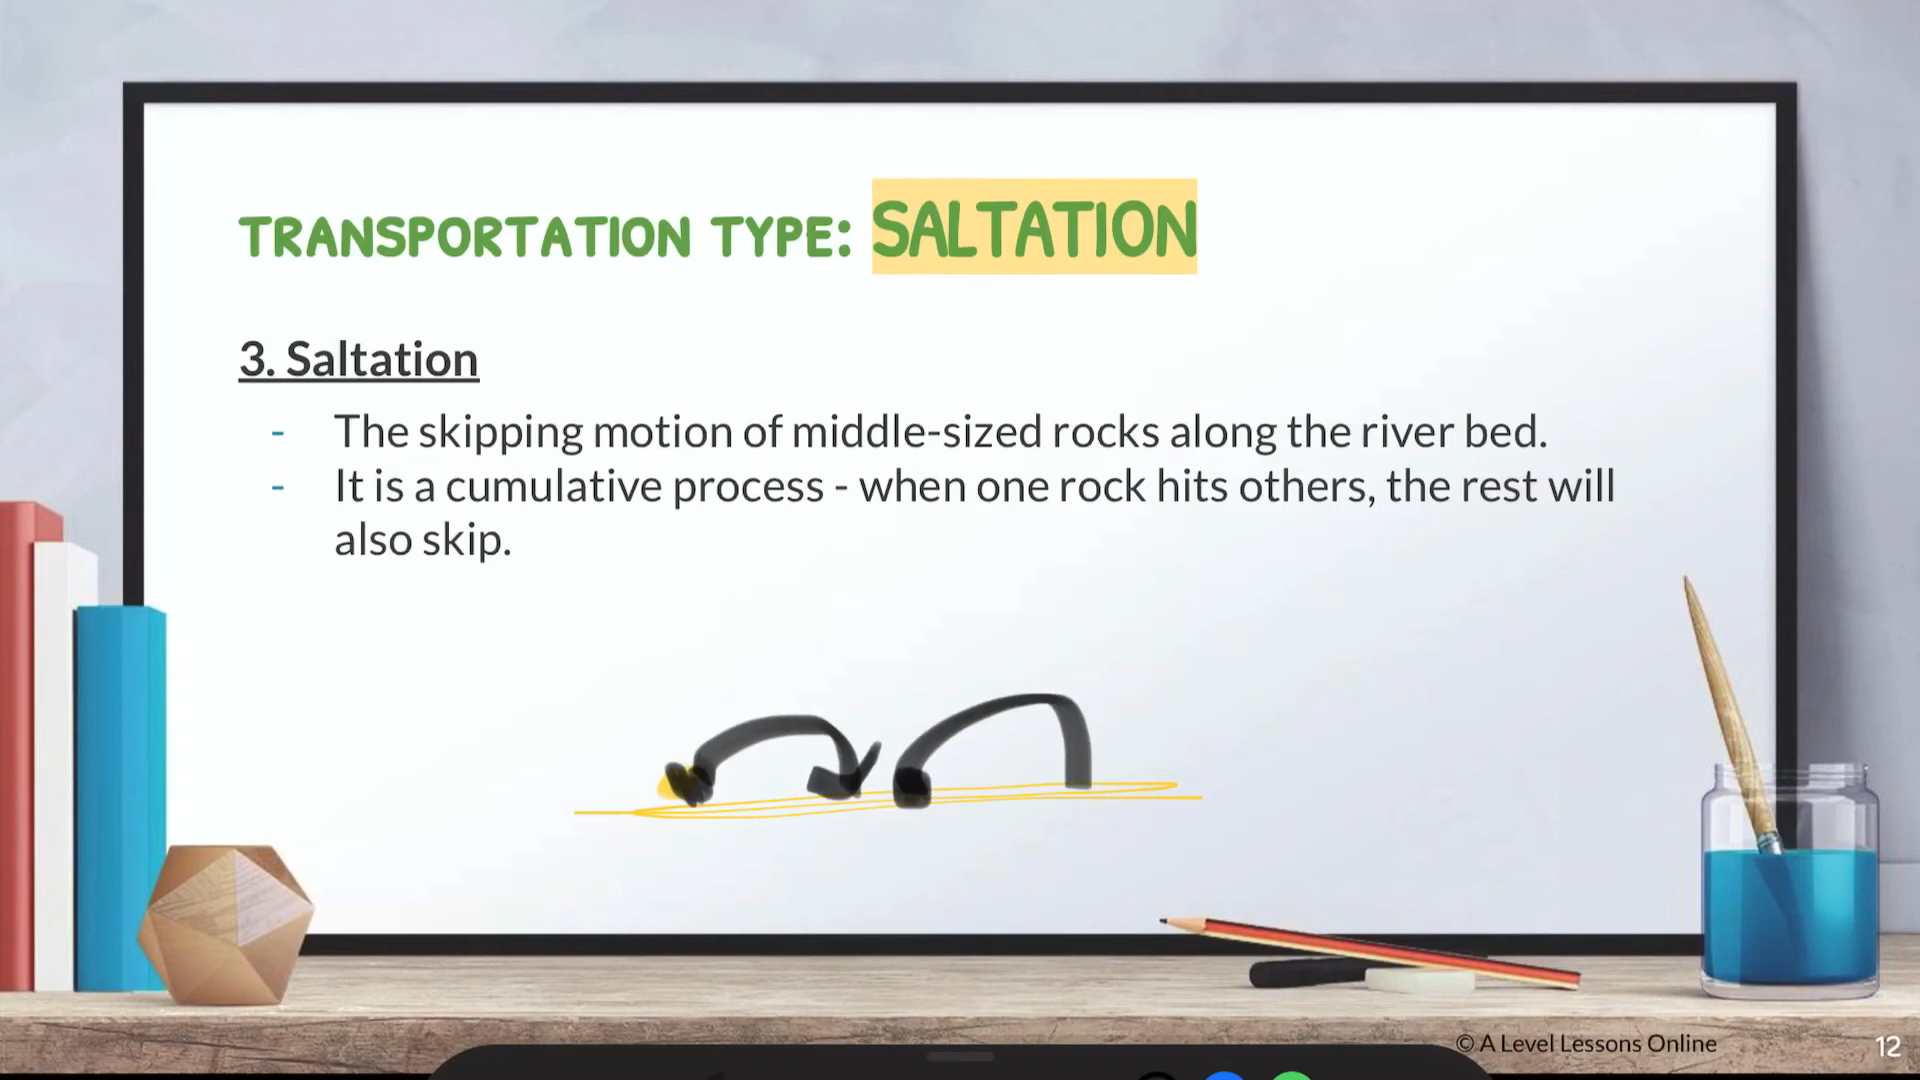 TRANSPORTATION TYPE: SALTATION
3. Saltation
- The skipping motion of middle-sized rocks along the river bed.
- It is a cumulative process - when one rock hits others, the rest will
also skip.
© A Level Lessons Online
12